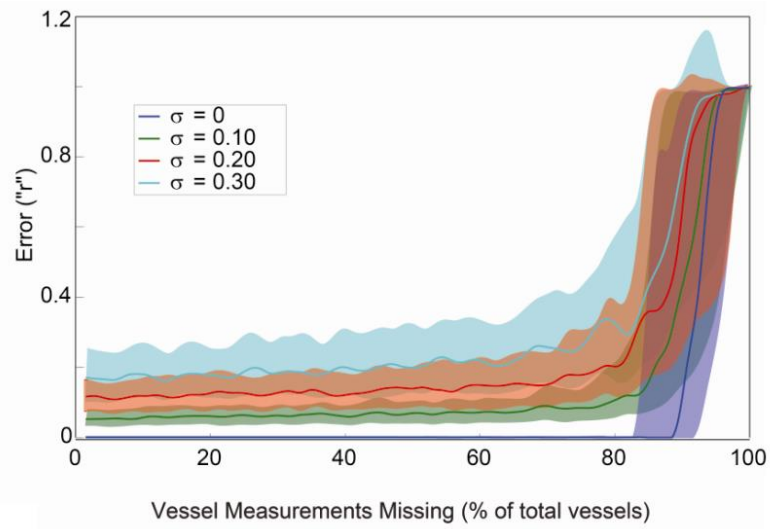 1.2
0.8
0.4
0
Error ("r")
σ = 0
σ = 0.10
σ = 0.20
σ = 0.30
0 20 40 60 80 100
Vessel Measurements Missing (% of total vessels)